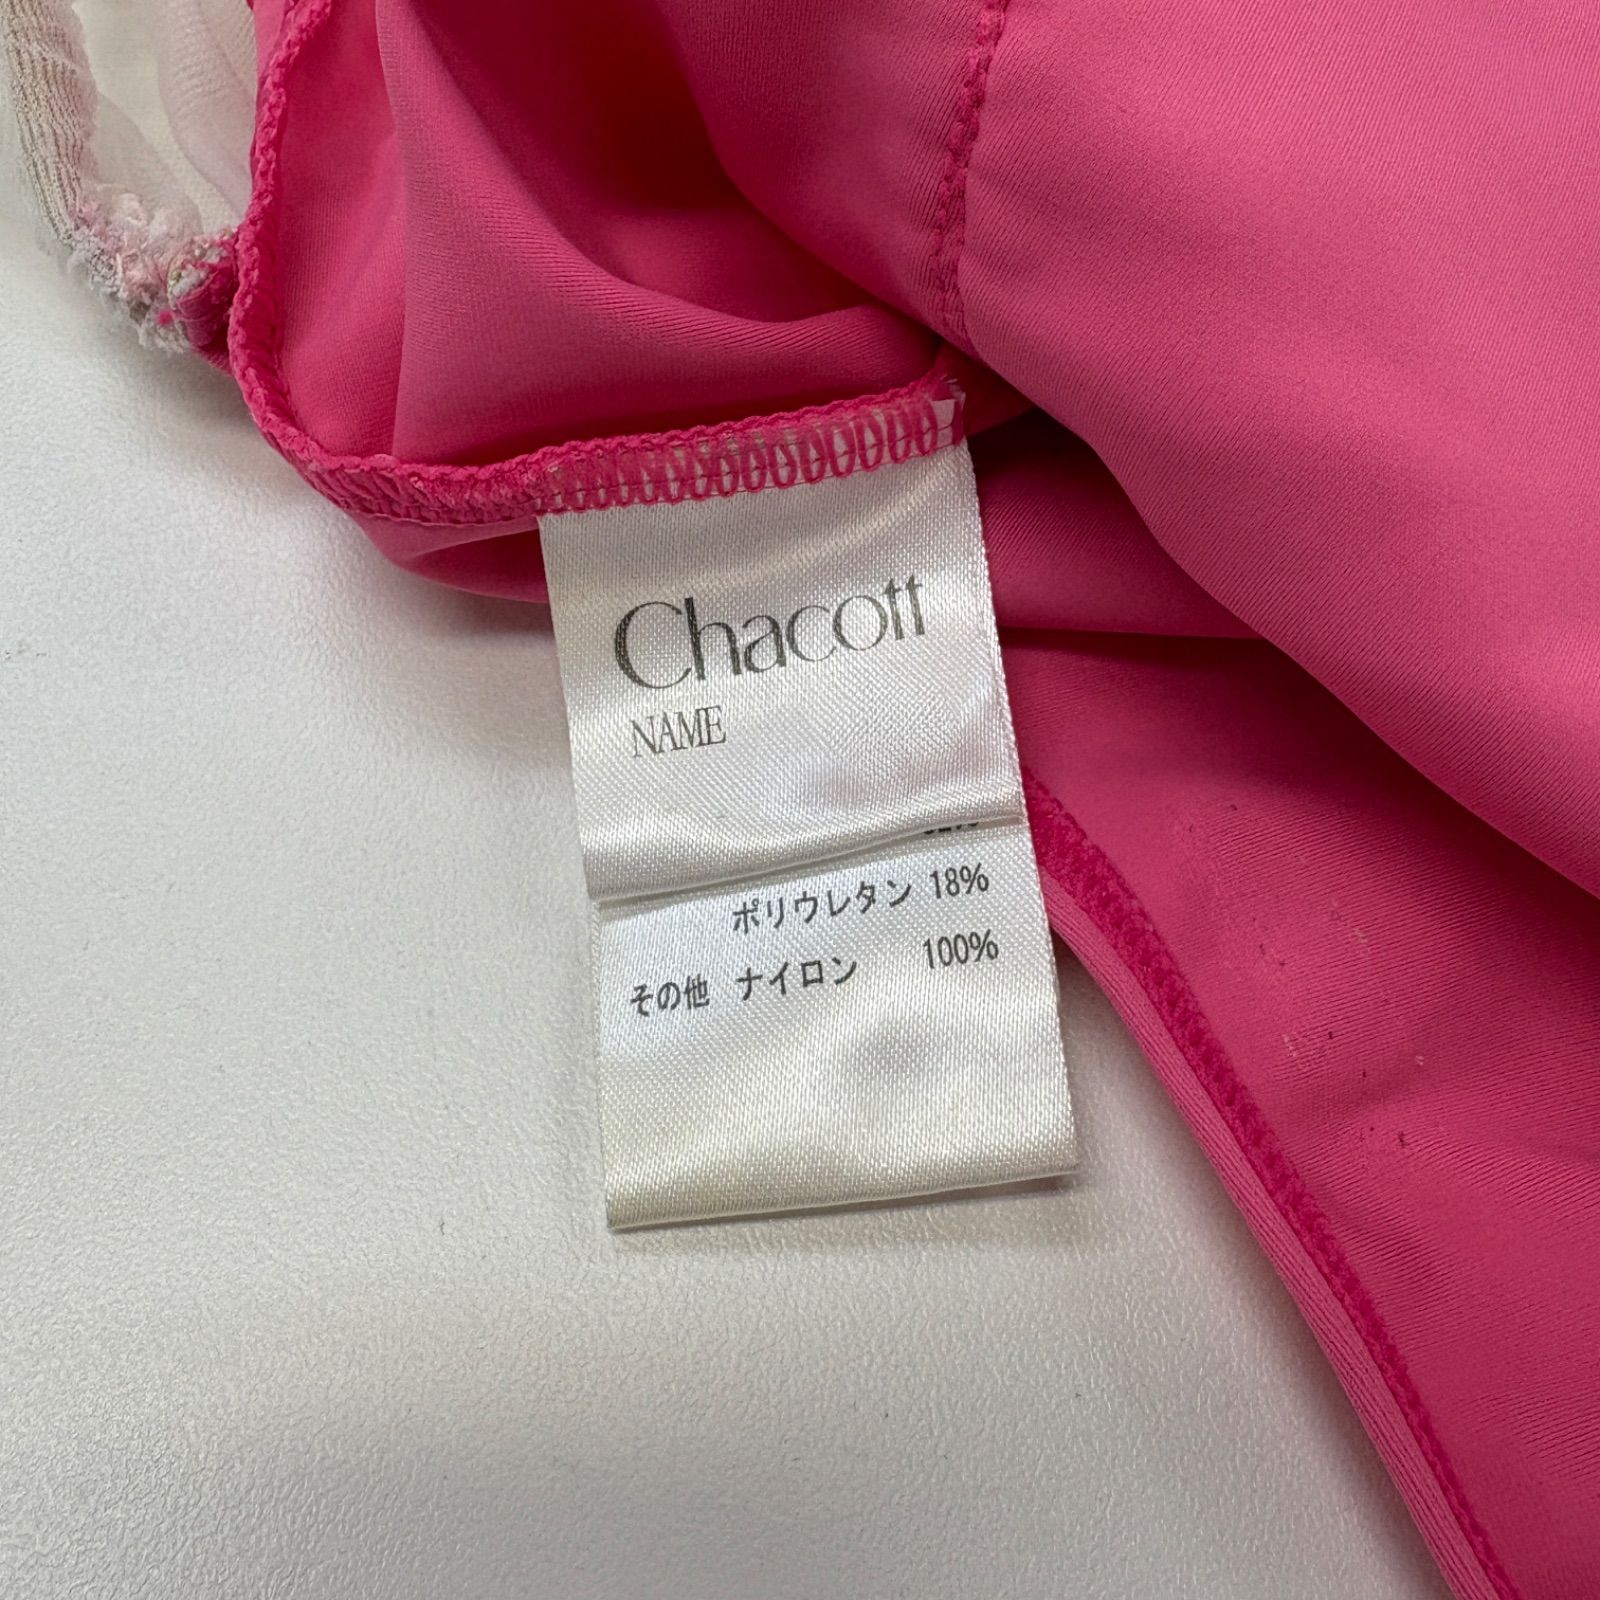 Chacott
NAME
ポリウレタン 18%
その他 ナイロン 100%